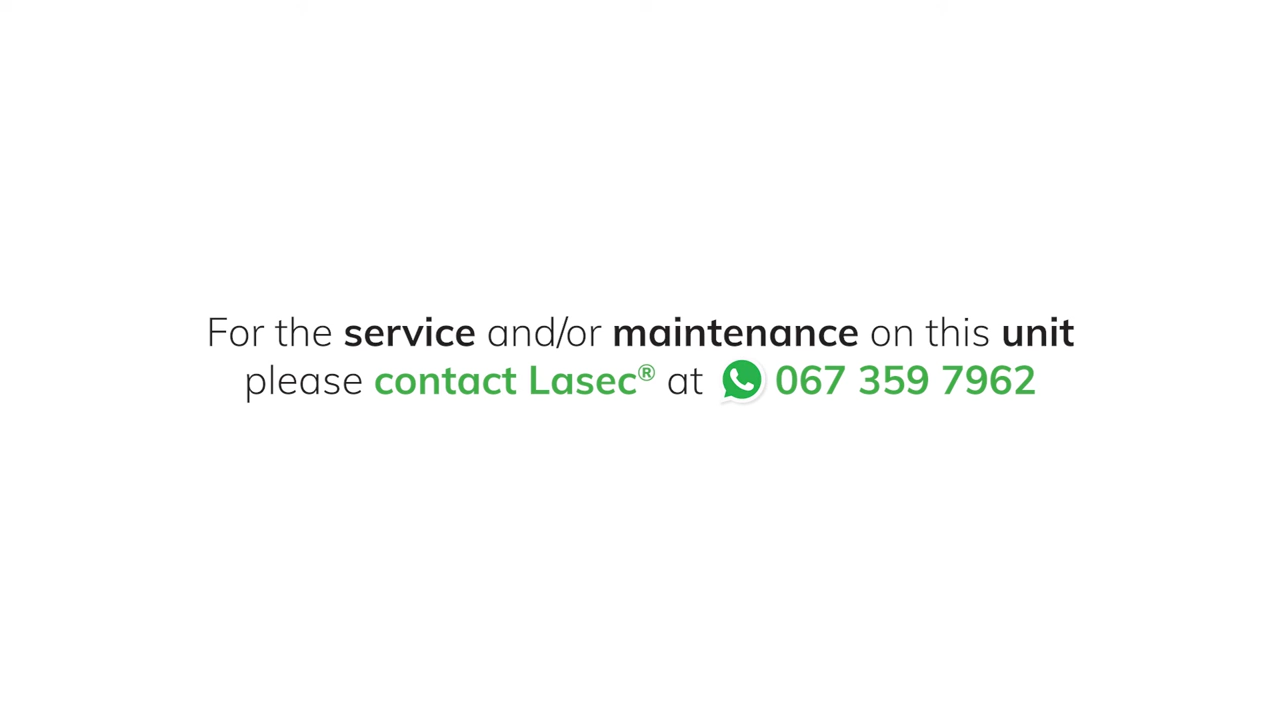 For the service and/or maintenance on this unit
please contact Lasec® at 067 359 7962